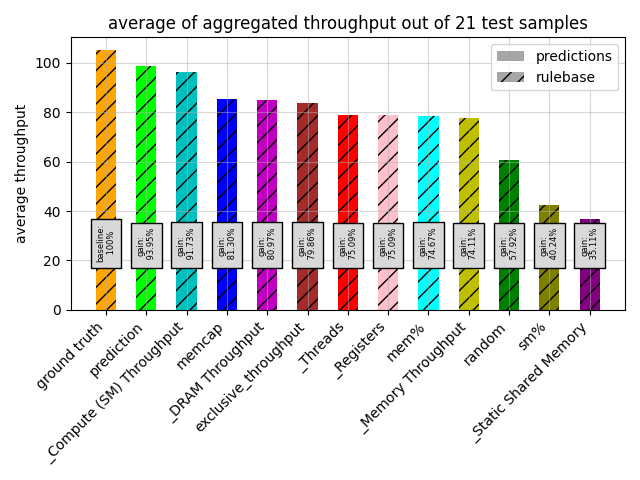 average of aggregated throughput out of 21 test samples
predictions
rulebase
average throughput
100
80
60
40
20
0
baseline:
100%
gain:
93.95%
gain:
91.73%
gain:
81.30%
gain:
80.97%
gain:
79.86%
gain:
75.09%
gain:
75.09%
gain:
74.67%
gain:
74.11%
gain:
57.92%
gain:
40.24%
gain:
35.11%
ground truth
prediction
_Compute (SM) Throughput
memcap
_DRAM Throughput
exclusive_throughput
_Threads
_Registers
mem%
_Memory Throughput
random
sm%
_Static Shared Memory